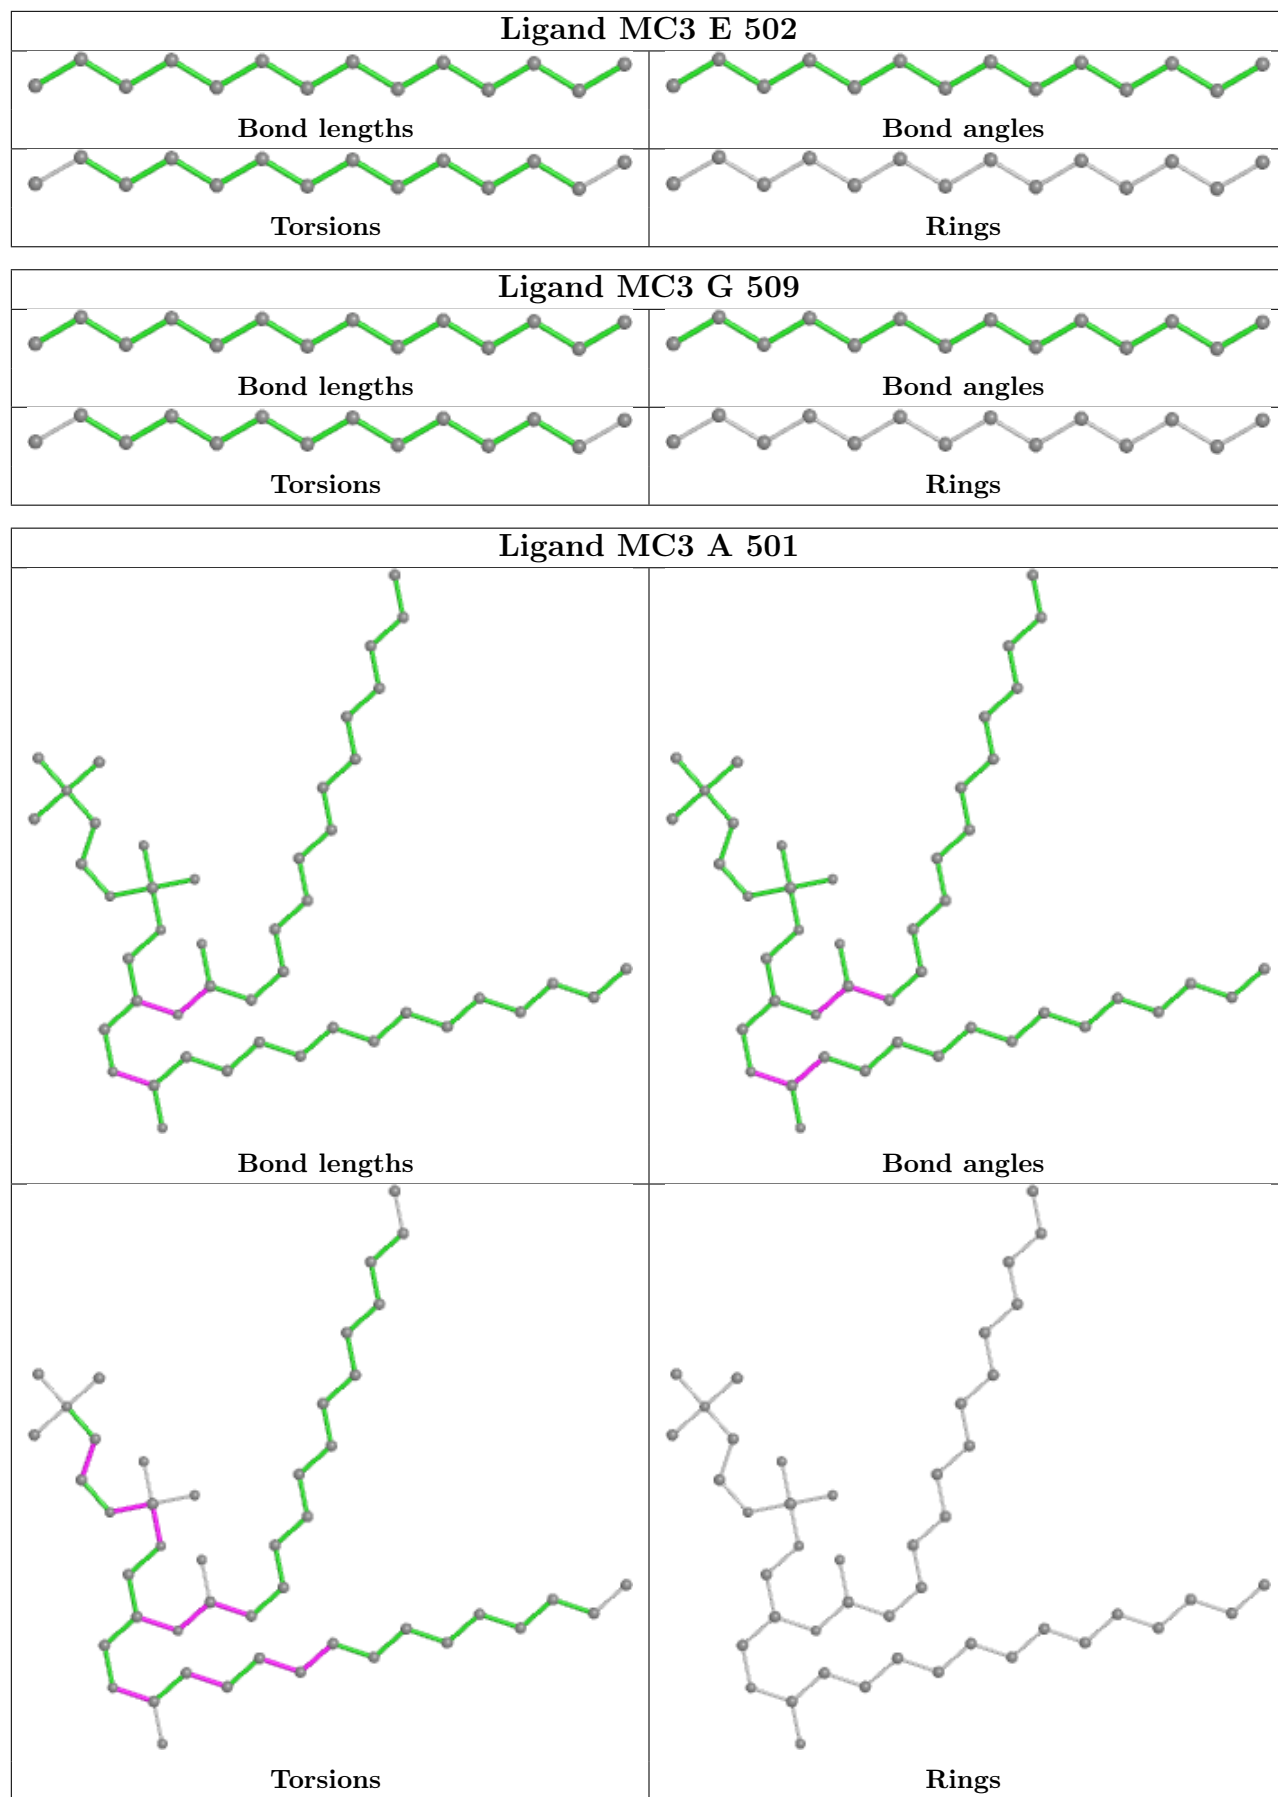 Ligand MC3 E 502
Bond lengths
Bond angles
Torsions
Rings
Ligand MC3 G 509
Bond lengths
Bond angles
Torsions
Rings
Ligand MC3 A 501
Bond lengths
Bond angles
Torsions
Rings